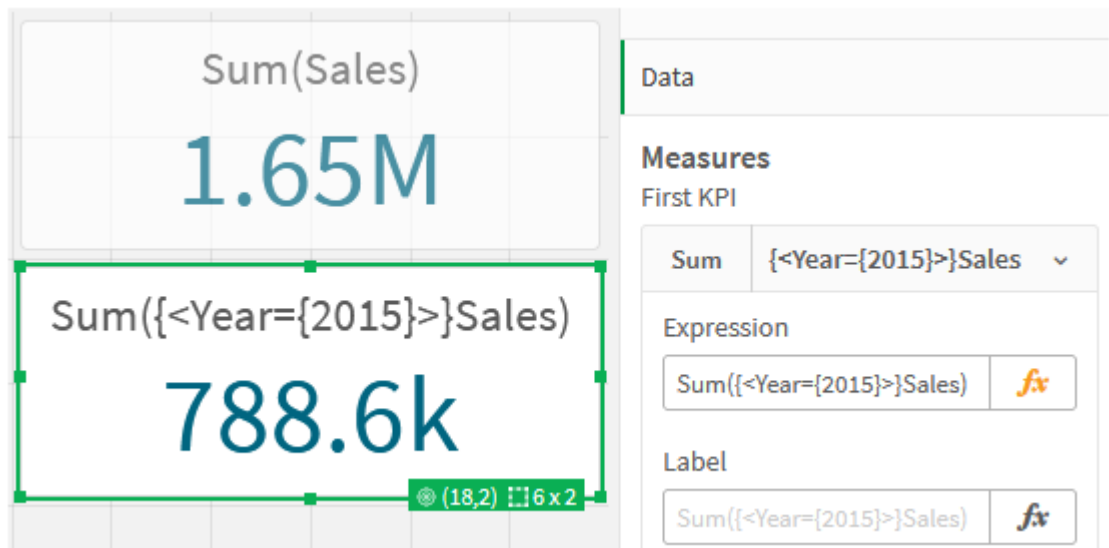 Sum(Sales)
1.65M
Sum({<Year={2015}>}Sales)
788.6k
(18,2) 6 x 2
Data
Measures
First KPI
Sum {<Year={2015}>}Sales
Expression
Sum({<Year={2015}>}Sales) fx
Label
Sum({<Year={2015}>}Sales) fx